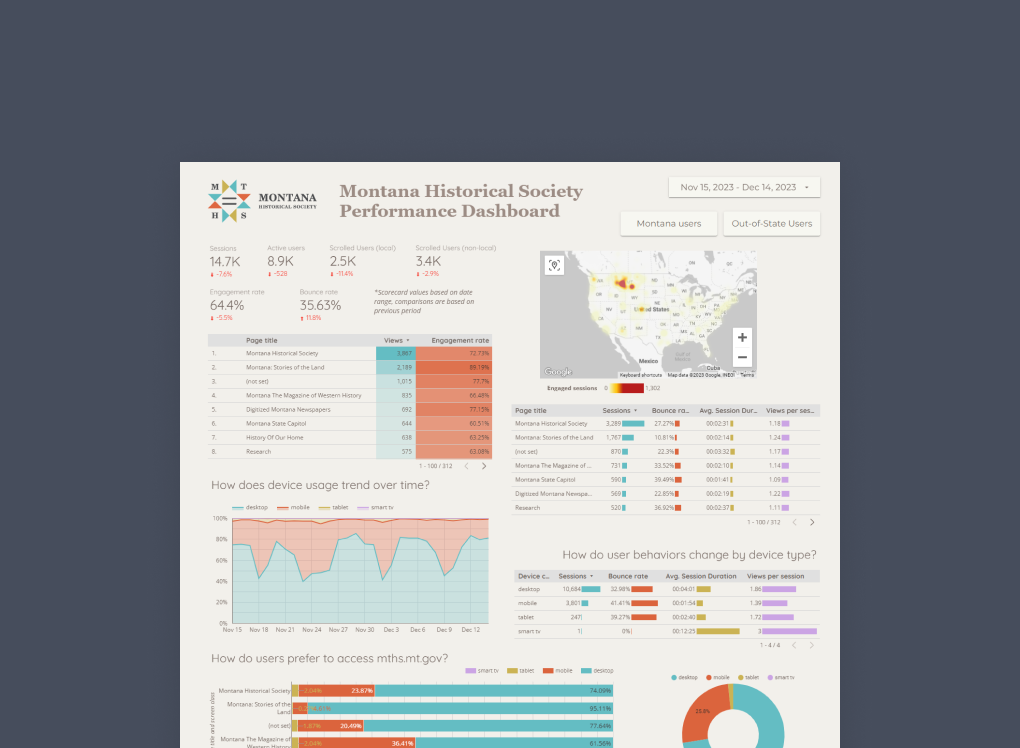 M T
H S
MONTANA
HISTORICAL SOCIETY
Montana Historical Society
Performance Dashboard
Nov 15, 2023 - Dec 14, 2023
Montana users
Out-of-State Users
Sessions
14.7K
-7.6%
Active users
8.9K
-528
Scrolled Users (local)
2.5K
-11.4%
Scrolled Users (non-local)
3.4K
-2.9%
Engagement rate
64.4%
-5.5%
Bounce rate
35.63%
11.8%
*Scorecard values based on date
range, comparisons are based on
previous period
Page title Views Engagement rate
1. Montana Historical Society 3,967 72.73%
2. Montana: Stories of the Land 2,189 89.19%
3. (not set) 1,015 77.7%
4. Montana The Magazine of Western History 835 66.48%
5. Digitized Montana Newspapers 692 77.15%
6. Montana State Capitol 644 60.51%
7. History Of Our Home 638 63.25%
8. Research 575 63.08%
1 - 100 / 312
United States
Mexico
Gulf of
Mexico
Cuba
Google
Keyboard shortcuts Map data ©2023 Google, INEGI Terms
Engaged sessions 0 1,302
Page title Sessions Bounce ra... Avg. Session Dur... Views per ses...
Montana Historical Society 3,289 27.27% 00:02:31 1.18
Montana: Stories of the Land 1,767 10.81% 00:02:14 1.24
(not set) 870 22.3% 00:03:32 1.17
Montana The Magazine of ... 731 33.52% 00:02:10 1.14
Montana State Capitol 590 39.49% 00:01:41 1.09
Digitized Montana Newspa... 569 22.85% 00:02:19 1.22
Research 520 36.92% 00:02:37 1.11
1 - 100 / 312
How does device usage trend over time?
desktop mobile tablet smart tv
100%
80%
60%
40%
20%
0%
Nov 15 Nov 18 Nov 21 Nov 24 Nov 27 Nov 30 Dec 3 Dec 6 Dec 9 Dec 12
How do user behaviors change by device type?
Device c... Sessions Bounce rate Avg. Session Duration Views per session
desktop 10,684 32.98% 00:04:01 1.86
mobile 3,801 41.41% 00:01:54 1.39
tablet 247 39.27% 00:02:40 1.72
smart tv 1 0% 00:12:25 3
1 - 4 / 4
How do users prefer to access mths.mt.gov?
smart tv tablet mobile desktop
Montana Historical Society 2.04% 23.87% 74.09%
Montana: Stories of the
Land 95.11%
(not set) 1.87% 20.49% 77.64%
Montana The Magazine of
Western History 2.04% 36.41% 61.56%
title and screen class
desktop mobile tablet smart tv
25.8%